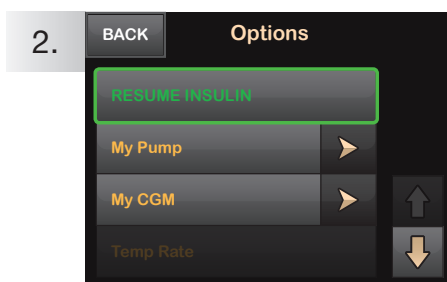 2.
BACK Options
RESUME INSULIN
My Pump
My CGM
Temp Rate